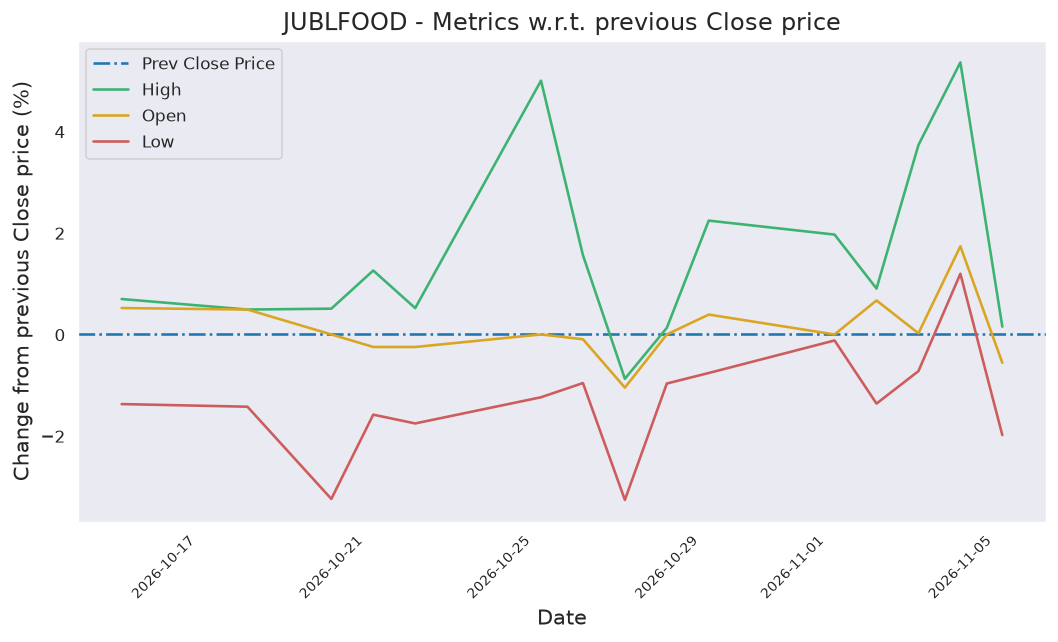 JUBLFOOD - Metrics w.r.t. previous Close price
Prev Close Price
High
Open
Low
Change from previous Close price (%)
4
2
0
−2
2026-10-17
2026-10-21
2026-10-25
2026-10-29
2026-11-01
2026-11-05
Date